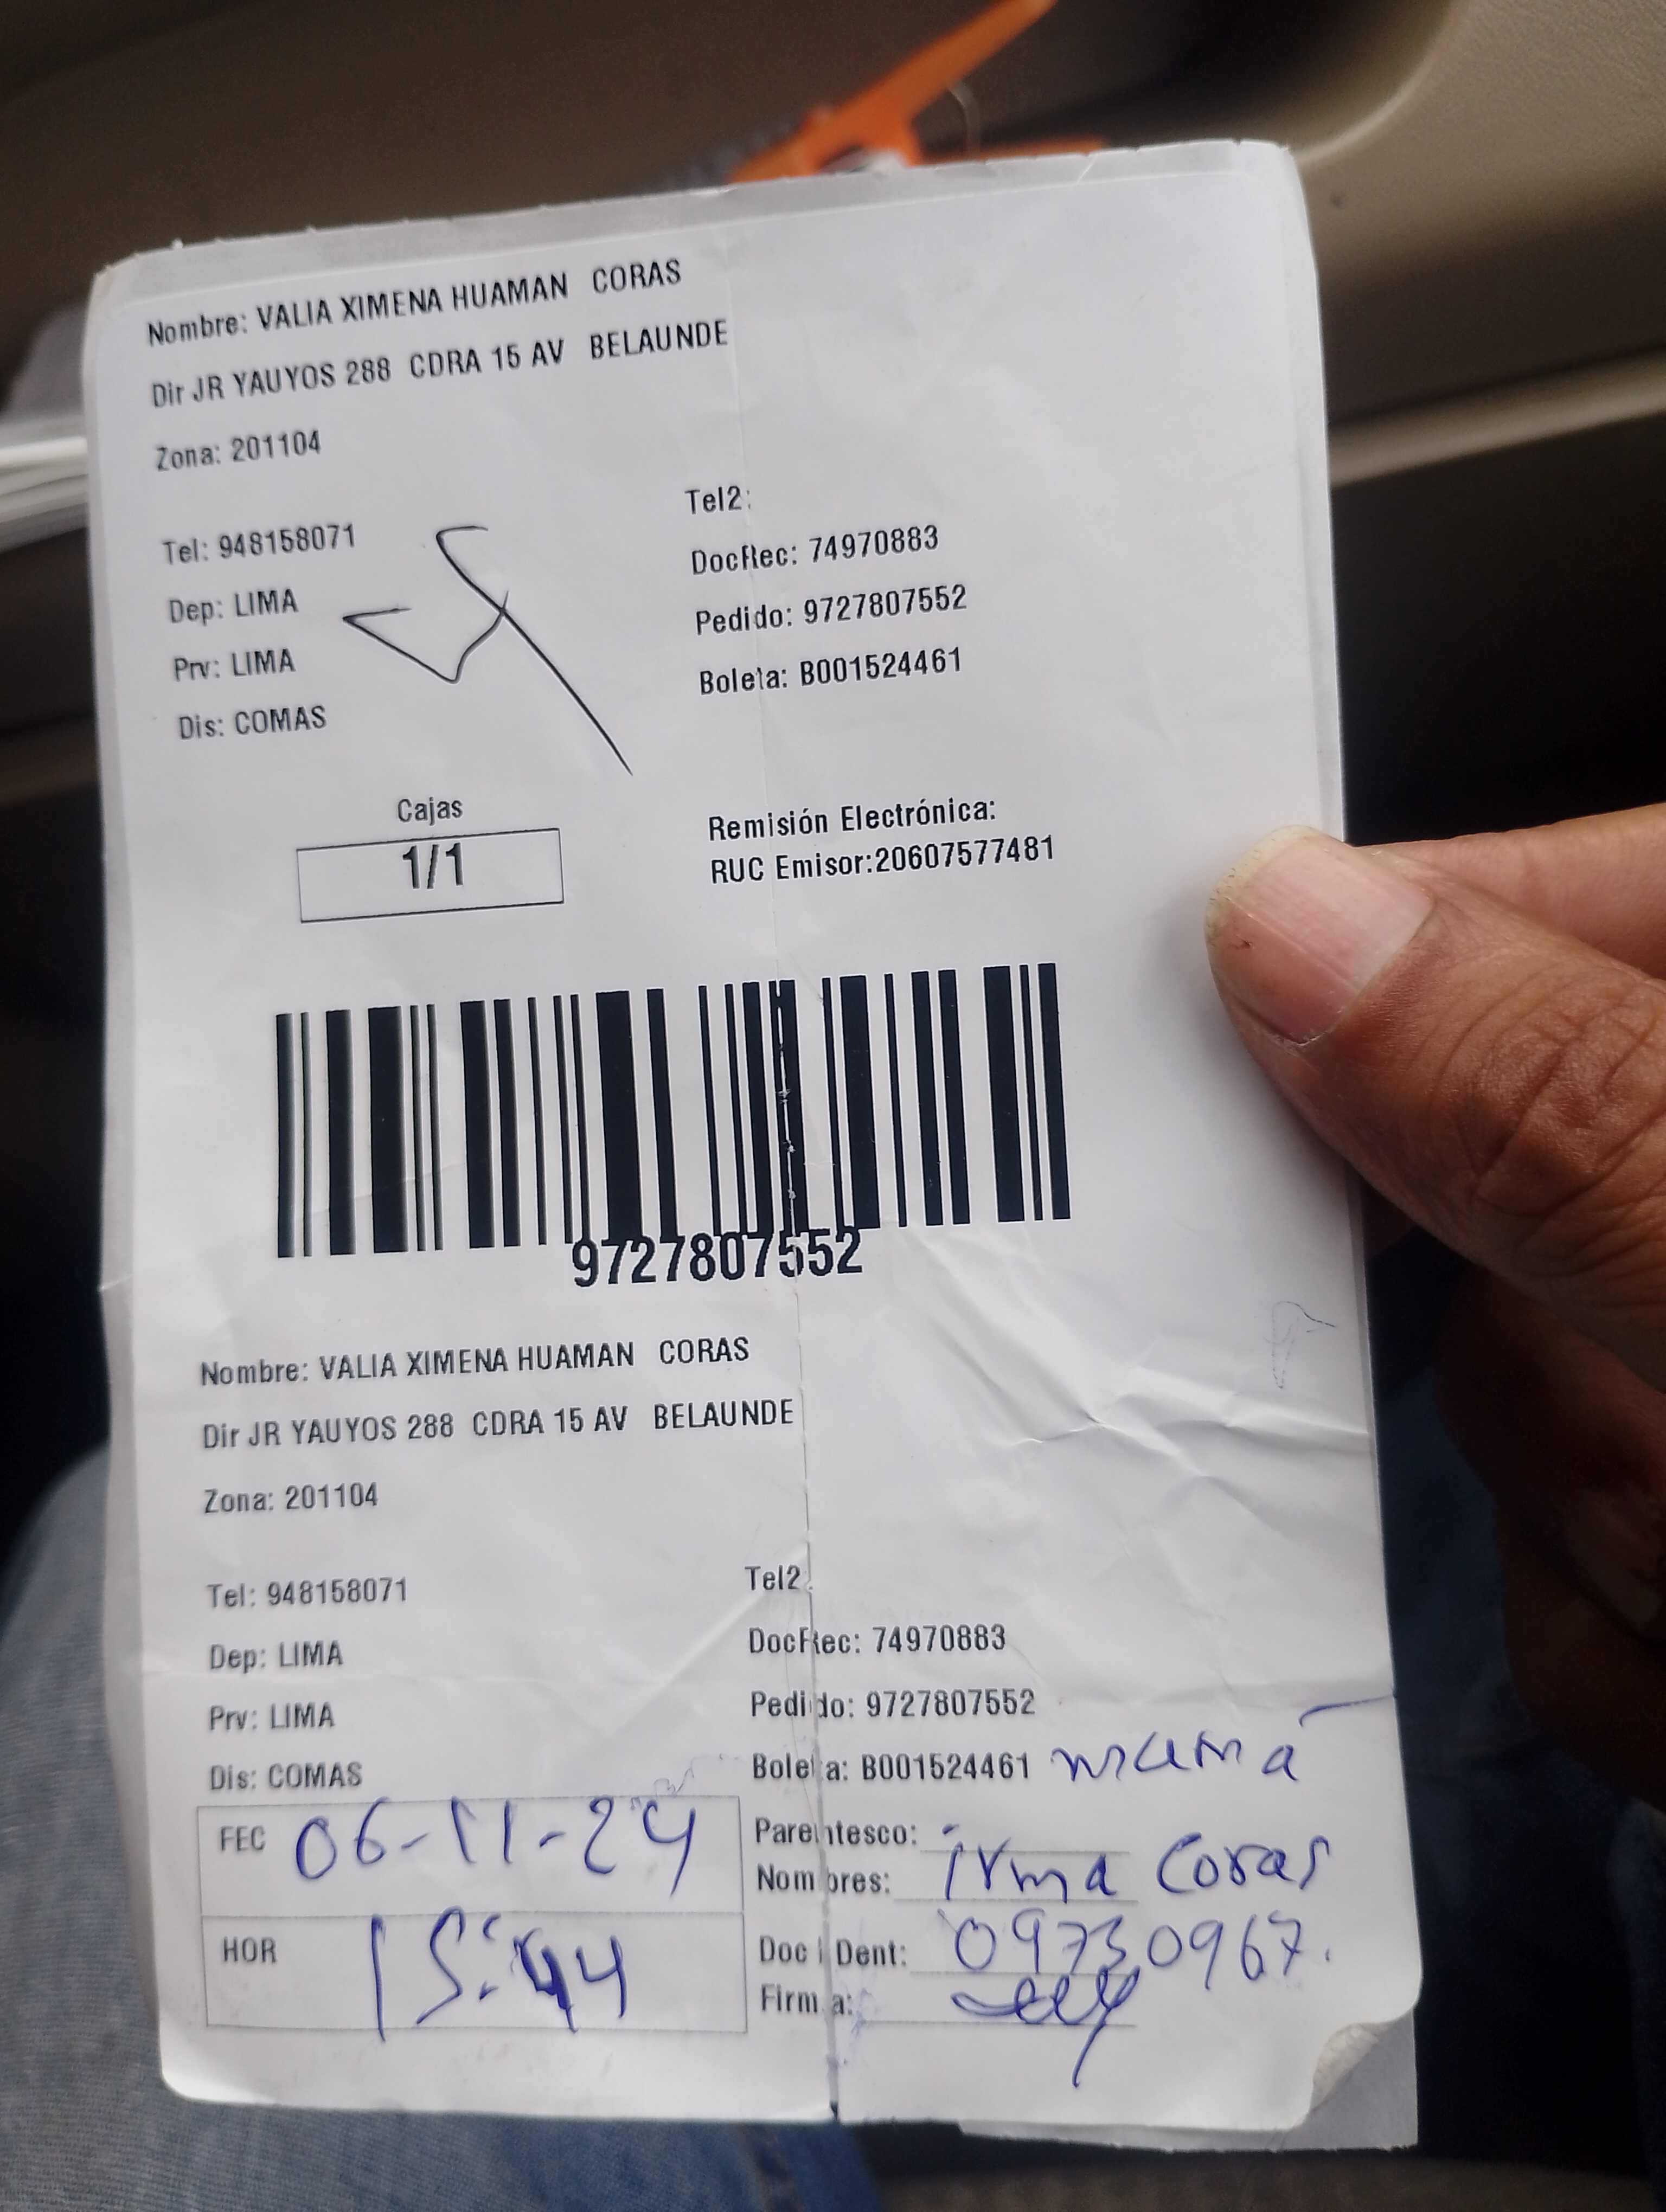 Nombre: VALIA XIMENA HUAMAN CORAS
Dir JR YAUYOS 288 CDRA 15 AV BELAUNDE
Zona: 201104
Tel: 948158071
Tel2:
DocRec: 74970883
Dep: LIMA
Pedido: 9727807552
Prv: LIMA
Boleta: B001524461
Dis: COMAS
Cajas
1/1
Remisión Electrónica:
RUC Emisor:20607577481
9727807552
Nombre: VALIA XIMENA HUAMAN CORAS
Dir JR YAUYOS 288 CDRA 15 AV BELAUNDE
Zona: 201104
Tel: 948158071
Tel2:
DocRec: 74970883
Dep: LIMA
Pedido: 9727807552
Prv: LIMA
Boleta: B001524461
Dis: COMAS
FEC 06-11-24
Parentesco: mamá
Nombres: irma Coras
HOR 15:44
Doc Dent: 09730967.
Firma: